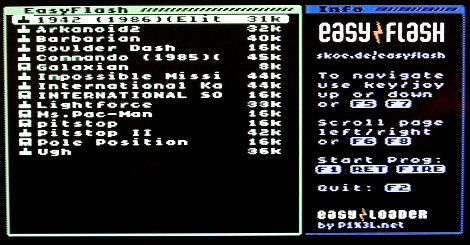 EasyFlash
1942 (1986)(Elit 31k
Arkanoid2 32k
Barbarian 40k
Boulder Dash 16k
Commando (1985)( 45k
Galaxian 8k
Impossible Missi 44k
International Ka 44k
INTERNATIONAL SO 16k
Lightforce 33k
Ms.Pac-Man 16k
pitstop 16k
Pitstop II 42k
Pole Position 16k
Ugh 36k
Info
easy flash
skoe.de/easyflash
To navigate
use key/joy
up or down
or F5 F7
Scroll page
left/right
or F6 F8
Start Prog:
F1 RET FIRE
Quit: F2
easy loader
by P1X3L.net